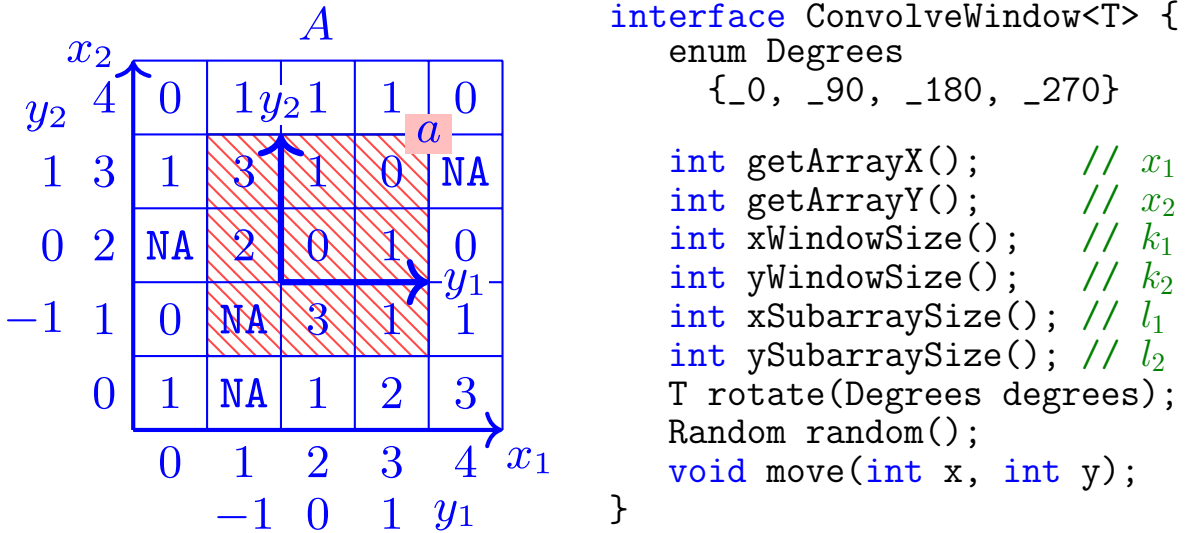 A
x₂
y₂ 4 0 1 y₂ 1 1 0
a
1 3 1 3 1 0 NA
0 2 NA 2 0 1 0
y₁
−1 1 0 NA 3 1 1
0 1 NA 1 2 3
0 1 2 3 4 x₁
−1 0 1 y₁
interface ConvolveWindow<T> {
enum Degrees
{_0, _90, _180, _270}
int getArrayX(); // x₁
int getArrayY(); // x₂
int xWindowSize(); // k₁
int yWindowSize(); // k₂
int xSubarraySize(); // l₁
int ySubarraySize(); // l₂
T rotate(Degrees degrees);
Random random();
void move(int x, int y);
}